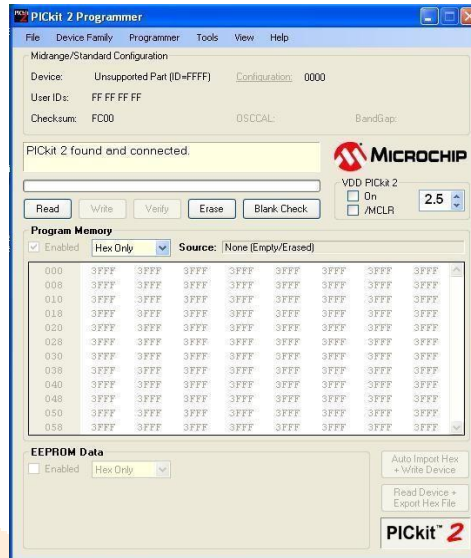 PICkit 2 Programmer
File Device Family Programmer Tools View Help
Midrange/Standard Configuration
Device: Unsupported Part (ID=FFFF) Configuration: 0000
User IDs: FF FF FF FF
Checksum: FC00 OSCCAL: BandGap:
PICkit 2 found and connected.
MICROCHIP
VDD PICkit 2
On
/MCLR
2.5
Read Write Verify Erase Blank Check
Program Memory
Enabled Hex Only Source: None (Empty/Erased)
000 3FFF 3FFF 3FFF 3FFF 3FFF 3FFF 3FFF 3FFF
008 3FFF 3FFF 3FFF 3FFF 3FFF 3FFF 3FFF 3FFF
010 3FFF 3FFF 3FFF 3FFF 3FFF 3FFF 3FFF 3FFF
018 3FFF 3FFF 3FFF 3FFF 3FFF 3FFF 3FFF 3FFF
020 3FFF 3FFF 3FFF 3FFF 3FFF 3FFF 3FFF 3FFF
028 3FFF 3FFF 3FFF 3FFF 3FFF 3FFF 3FFF 3FFF
030 3FFF 3FFF 3FFF 3FFF 3FFF 3FFF 3FFF 3FFF
038 3FFF 3FFF 3FFF 3FFF 3FFF 3FFF 3FFF 3FFF
040 3FFF 3FFF 3FFF 3FFF 3FFF 3FFF 3FFF 3FFF
048 3FFF 3FFF 3FFF 3FFF 3FFF 3FFF 3FFF 3FFF
050 3FFF 3FFF 3FFF 3FFF 3FFF 3FFF 3FFF 3FFF
058 3FFF 3FFF 3FFF 3FFF 3FFF 3FFF 3FFF 3FFF
EEPROM Data
Enabled Hex Only
Auto Import Hex
+ Write Device
Read Device +
Export Hex File
PICkit™ 2